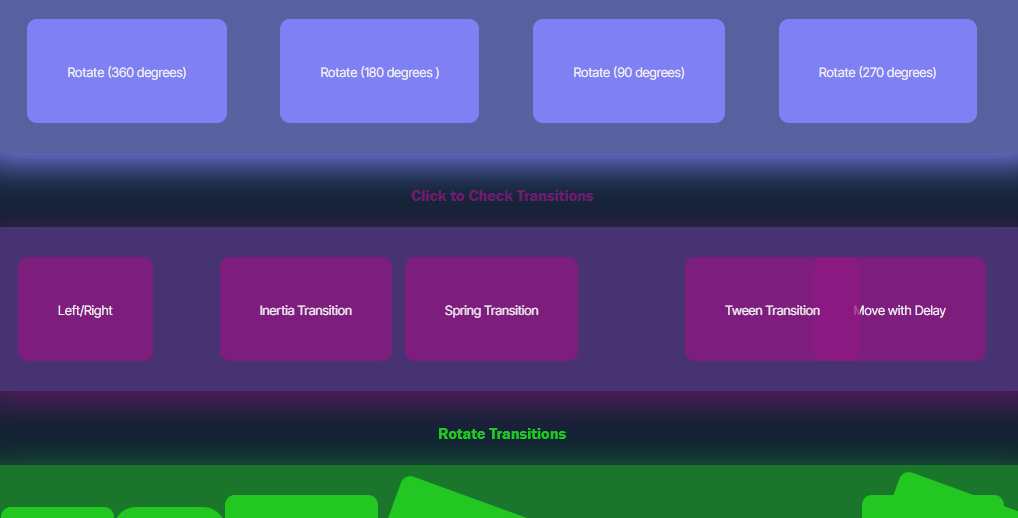 Rotate (360 degrees)
Rotate (180 degrees )
Rotate (90 degrees)
Rotate (270 degrees)
Click to Check Transitions
Left/Right
Inertia Transition
Spring Transition
Tween Transition
Move with Delay
Rotate Transitions